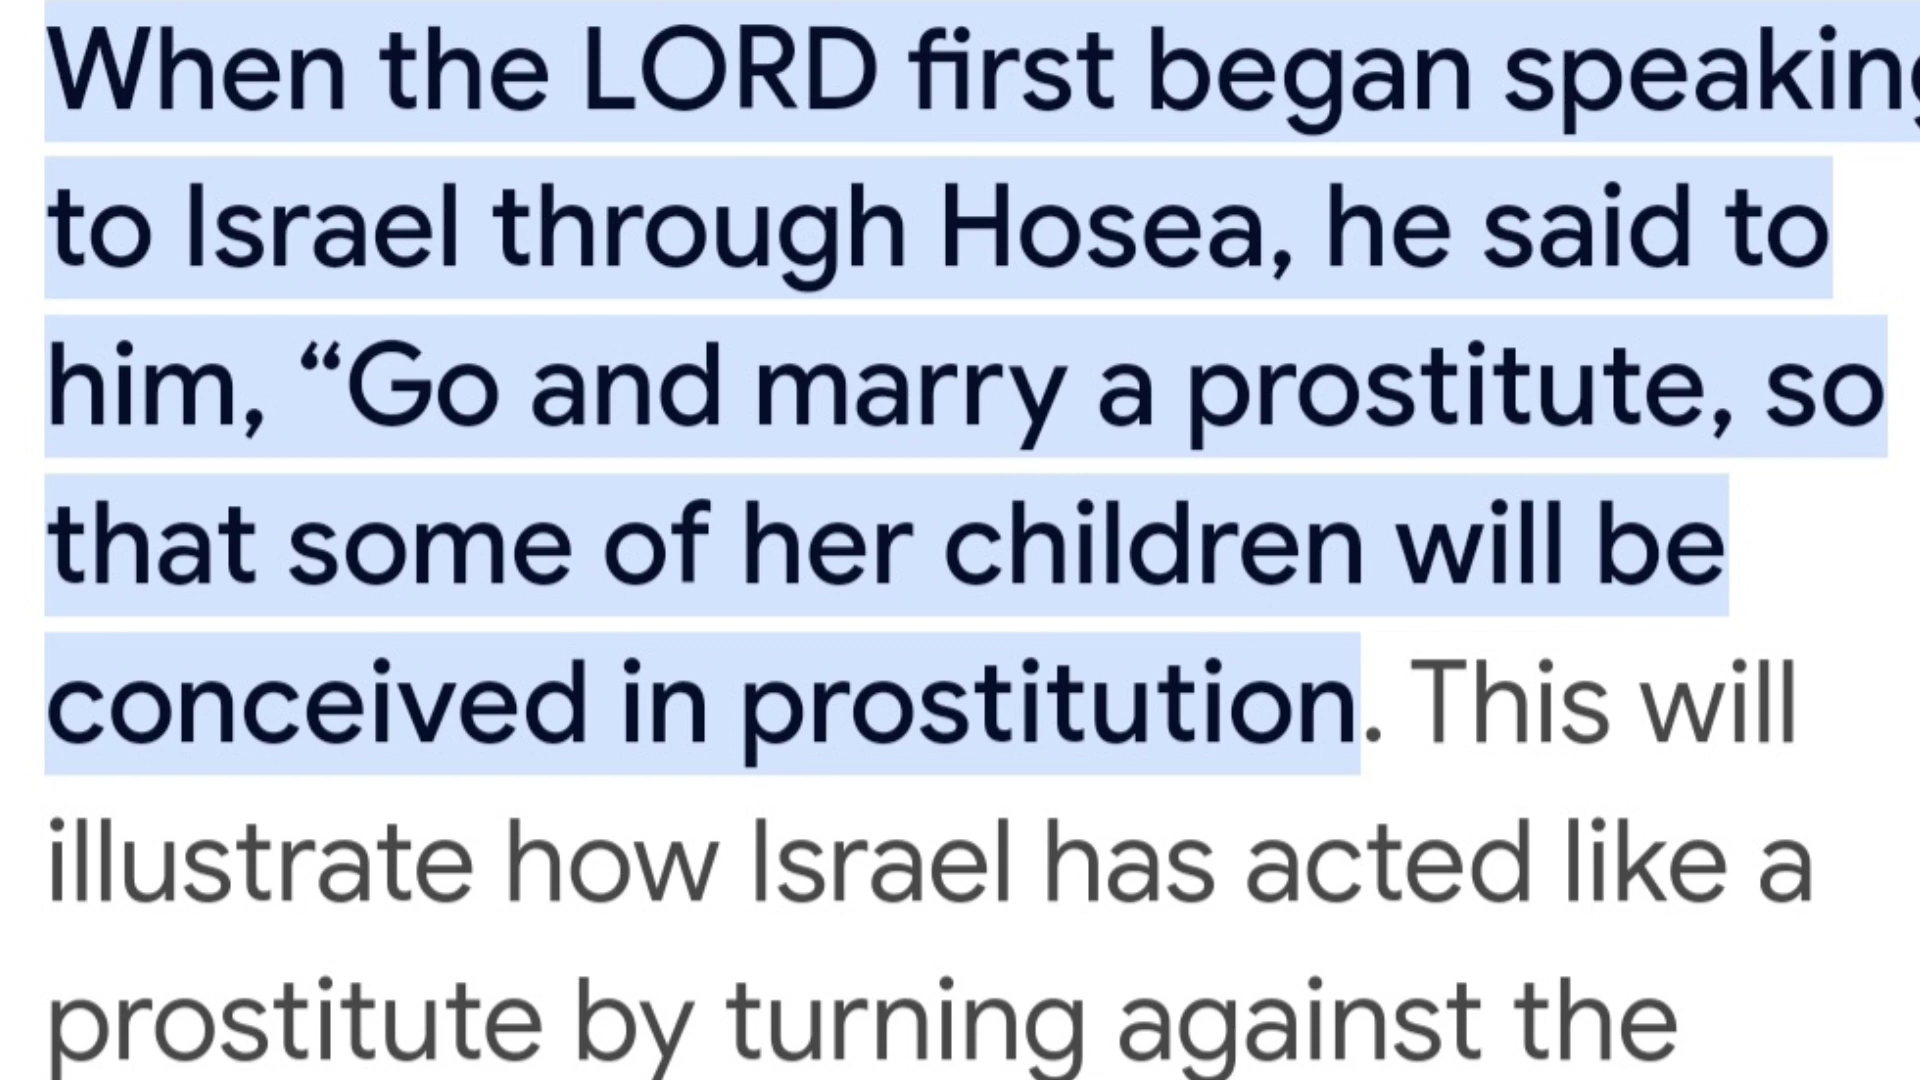 When the LORD first began speaking
to Israel through Hosea, he said to
him, “Go and marry a prostitute, so
that some of her children will be
conceived in prostitution. This will
illustrate how Israel has acted like a
prostitute by turning against the